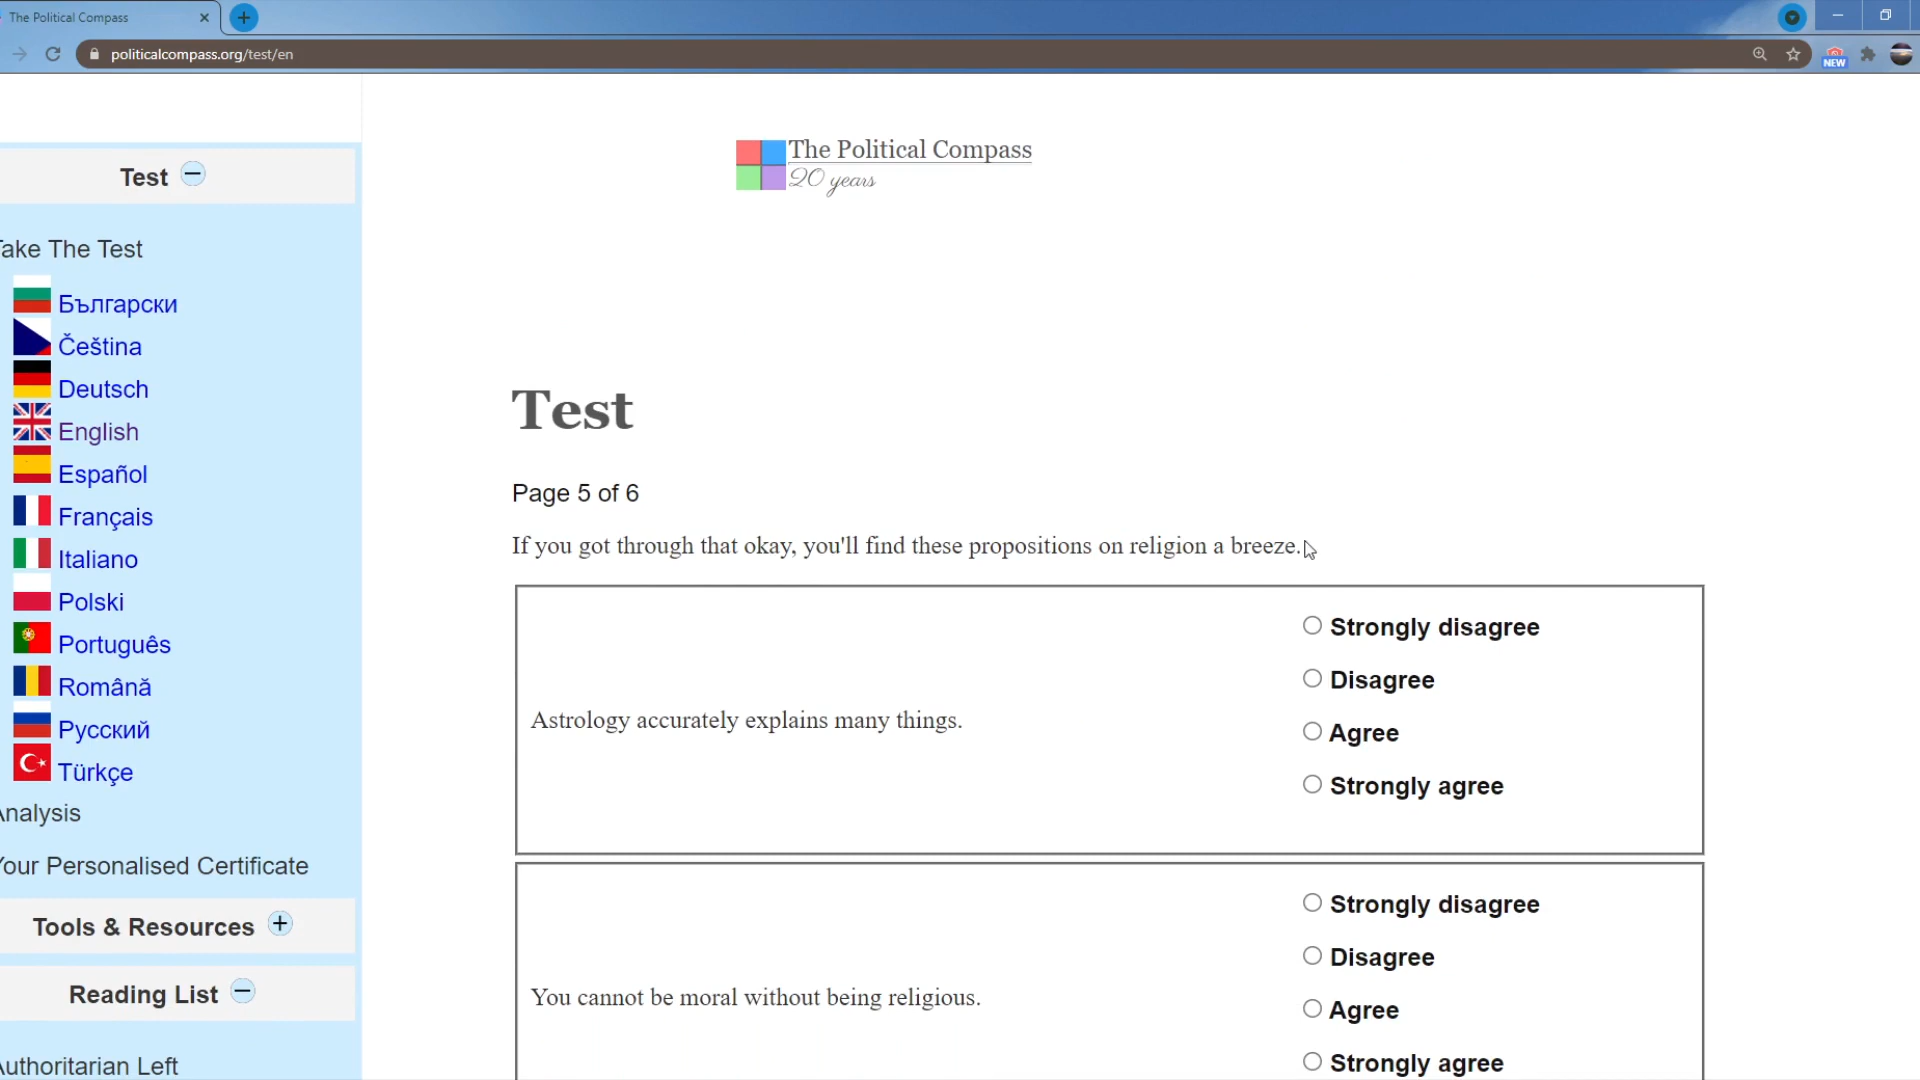 The Political Compass
politicalcompass.org/test/en
NEW
The Political Compass
20 years
Test
ake The Test
Български
Čeština
Deutsch
English
Español
Français
Italiano
Polski
Português
Română
Русский
Türkçe
Analysis
Your Personalised Certificate
Tools & Resources
Reading List
Authoritarian Left
Test
Page 5 of 6
If you got through that okay, you'll find these propositions on religion a breeze.
Astrology accurately explains many things.
Strongly disagree
Disagree
Agree
Strongly agree
You cannot be moral without being religious.
Strongly disagree
Disagree
Agree
Strongly agree